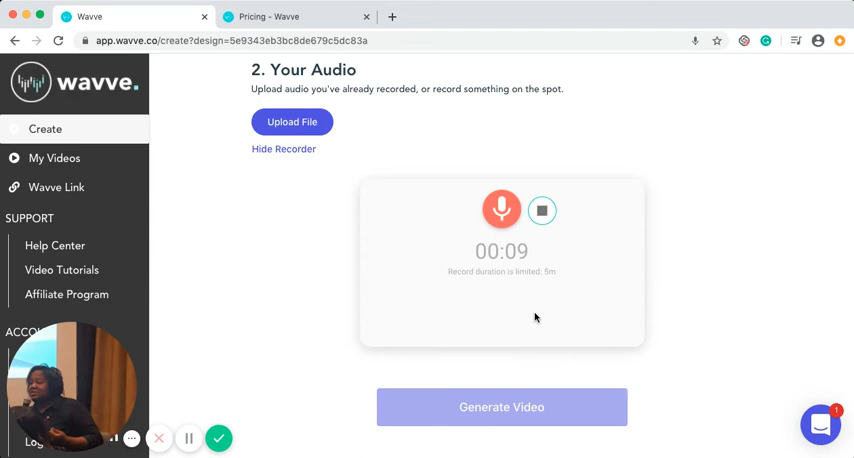 Wavve
Pricing - Wavve
app.wavve.co/create?design=5e9343eb3bc8de679c5dc83a
wavve.
Create
My Videos
Wavve Link
SUPPORT
Help Center
Video Tutorials
Affiliate Program
ACCOU
Log
2. Your Audio
Upload audio you've already recorded, or record something on the spot.
Upload File
Hide Recorder
00:09
Record duration is limited: 5m
Generate Video
1